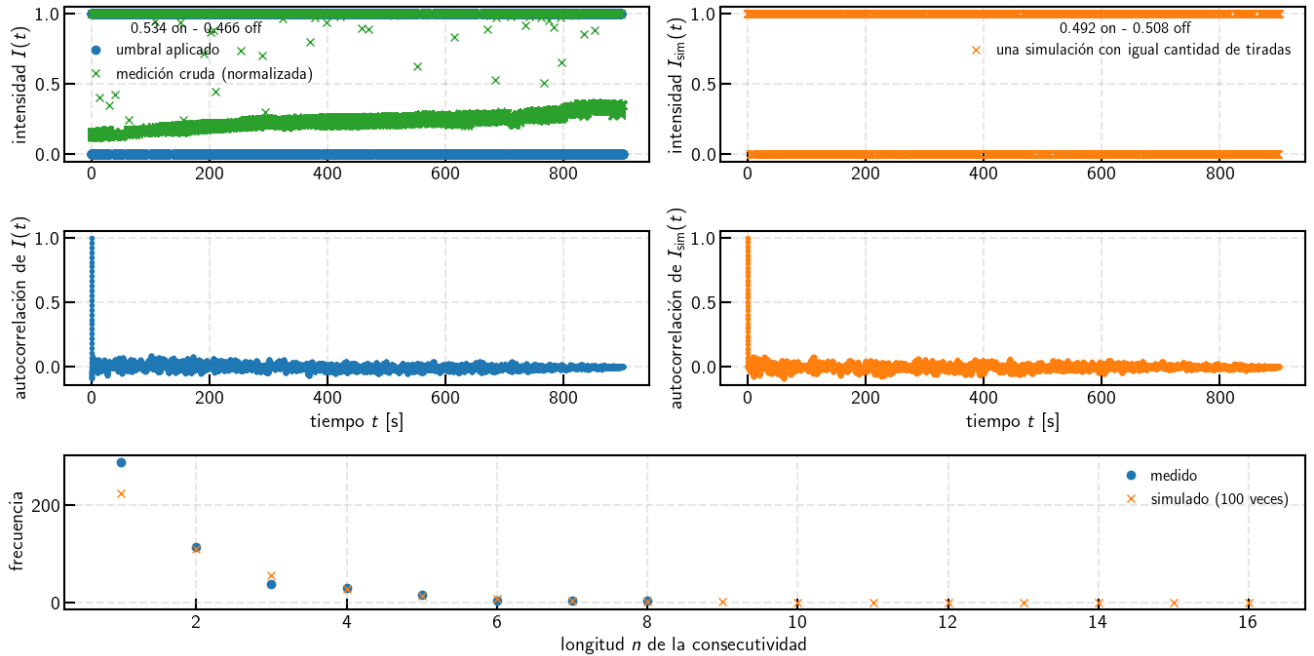 intensidad I(t)
1.0
0.5
0.0
0.534 on - 0.466 off
umbral aplicado
medición cruda (normalizada)
0 200 400 600 800
intensidad I_sim(t)
1.0
0.5
0.0
0.492 on - 0.508 off
una simulación con igual cantidad de tiradas
0 200 400 600 800
autocorrelación de I(t)
1.0
0.5
0.0
0 200 400 600 800
tiempo t [s]
autocorrelación de I_sim(t)
1.0
0.5
0.0
0 200 400 600 800
tiempo t [s]
frecuencia
200
0
medido
simulado (100 veces)
2 4 6 8 10 12 14 16
longitud n de la consecutividad